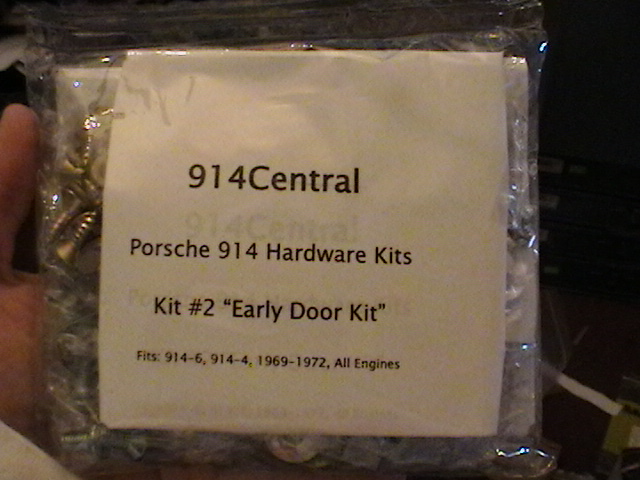 914Central
Porsche 914 Hardware Kits
Kit #2 “Early Door Kit”
Fits: 914-6, 914-4, 1969-1972, All Engines